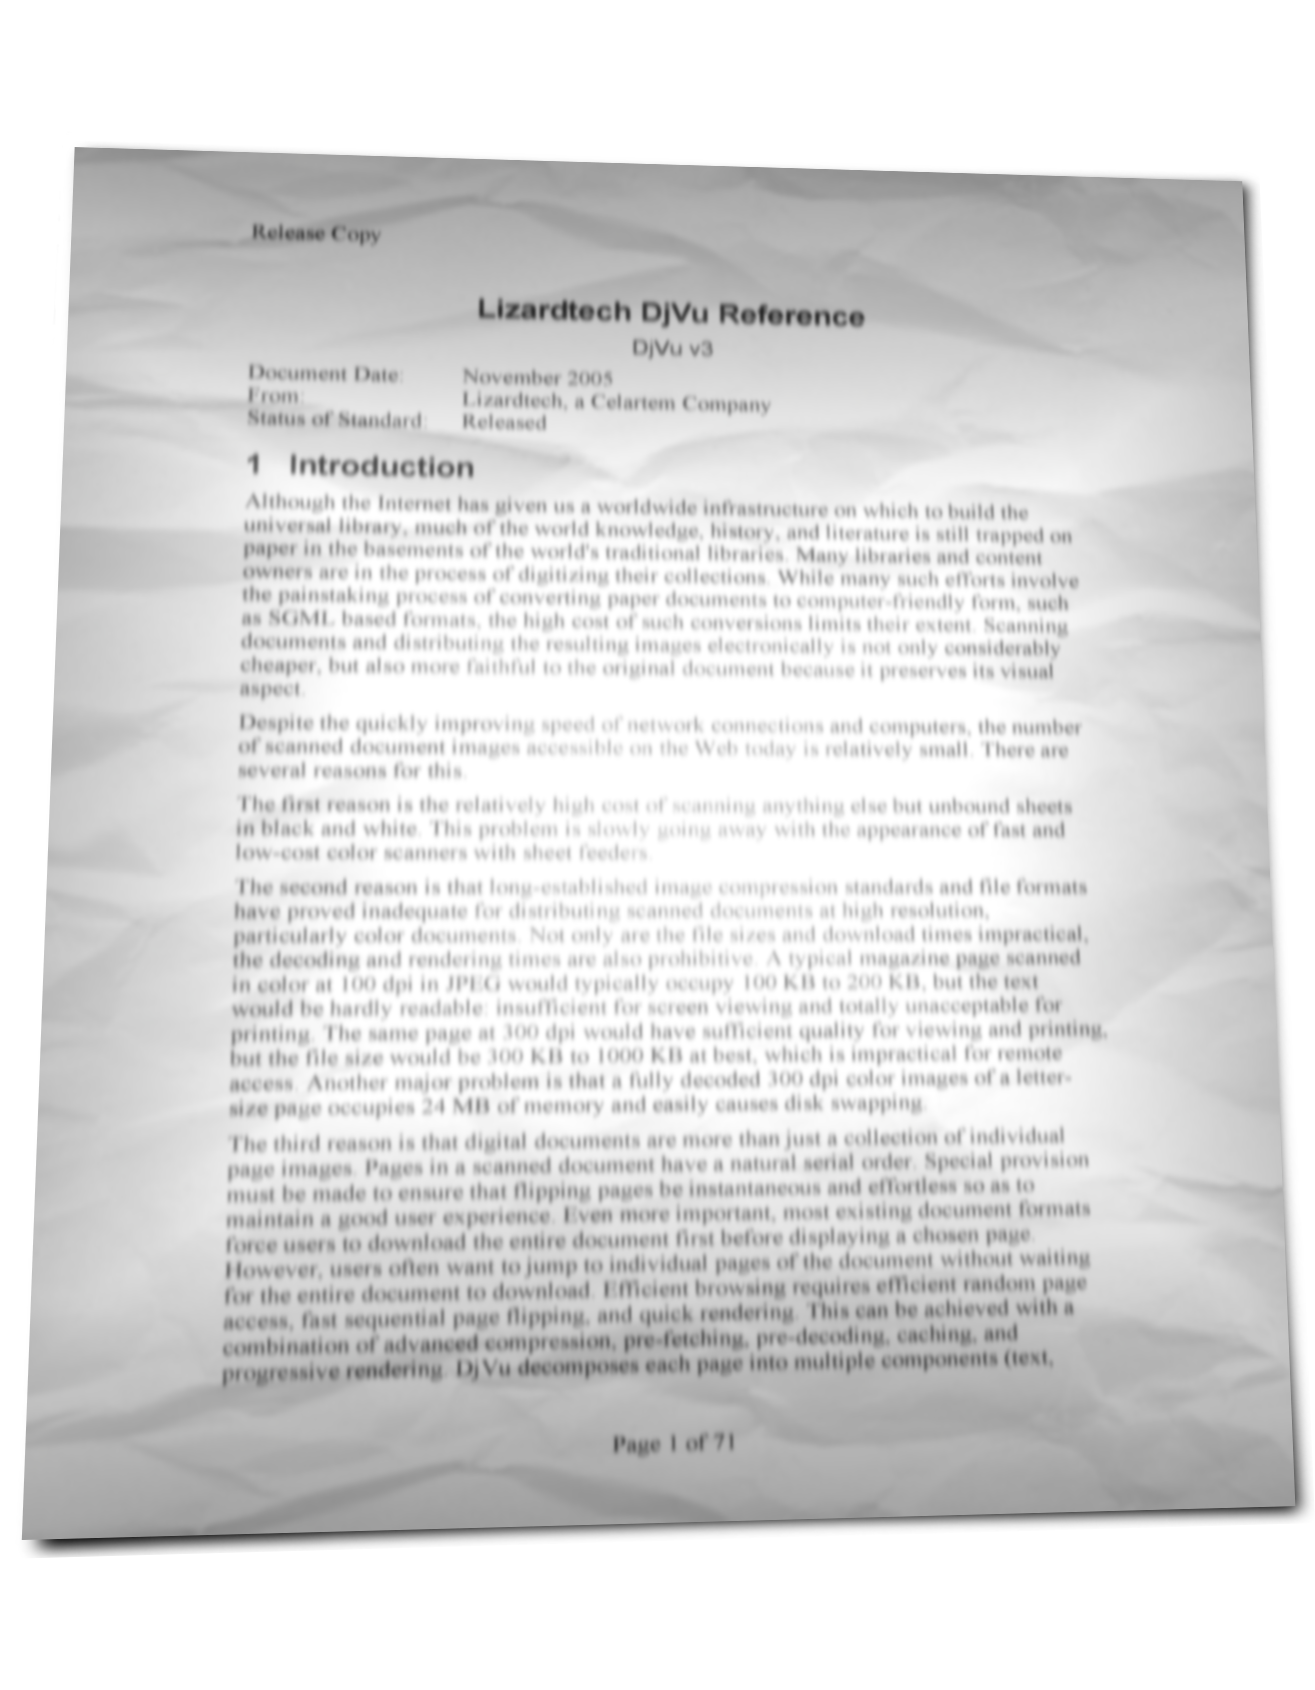 Release Copy
Lizardtech DjVu Reference
DjVu v3
Document Date: November 2005
From: Lizardtech, a Celartem Company
Status of Standard: Released
1 Introduction
Although the Internet has given us a worldwide infrastructure on which to build the
universal library, much of the world knowledge, history, and literature is still trapped on
paper in the basements of the world's traditional libraries. Many libraries and content
owners are in the process of digitizing their collections. While many such efforts involve
the painstaking process of converting paper documents to computer-friendly form, such
as SGML based formats, the high cost of such conversions limits their extent. Scanning
documents and distributing the resulting images electronically is not only considerably
cheaper, but also more faithful to the original document because it preserves its visual
aspect.
Despite the quickly improving speed of network connections and computers, the number
of scanned document images accessible on the Web today is relatively small. There are
several reasons for this.
The first reason is the relatively high cost of scanning anything else but unbound sheets
in black and white. This problem is slowly going away with the appearance of fast and
low-cost color scanners with sheet feeders.
The second reason is that long-established image compression standards and file formats
have proved inadequate for distributing scanned documents at high resolution,
particularly color documents. Not only are the file sizes and download times impractical,
the decoding and rendering times are also prohibitive. A typical magazine page scanned
in color at 100 dpi in JPEG would typically occupy 100 KB to 200 KB, but the text
would be hardly readable: insufficient for screen viewing and totally unacceptable for
printing. The same page at 300 dpi would have sufficient quality for viewing and printing,
but the file size would be 300 KB to 1000 KB at best, which is impractical for remote
access. Another major problem is that a fully decoded 300 dpi color images of a letter-
size page occupies 24 MB of memory and easily causes disk swapping.
The third reason is that digital documents are more than just a collection of individual
page images. Pages in a scanned document have a natural serial order. Special provision
must be made to ensure that flipping pages be instantaneous and effortless so as to
maintain a good user experience. Even more important, most existing document formats
force users to download the entire document first before displaying a chosen page.
However, users often want to jump to individual pages of the document without waiting
for the entire document to download. Efficient browsing requires efficient random page
access, fast sequential page flipping, and quick rendering. This can be achieved with a
combination of advanced compression, pre-fetching, pre-decoding, caching, and
progressive rendering. DjVu decomposes each page into multiple components (text,
Page 1 of 71